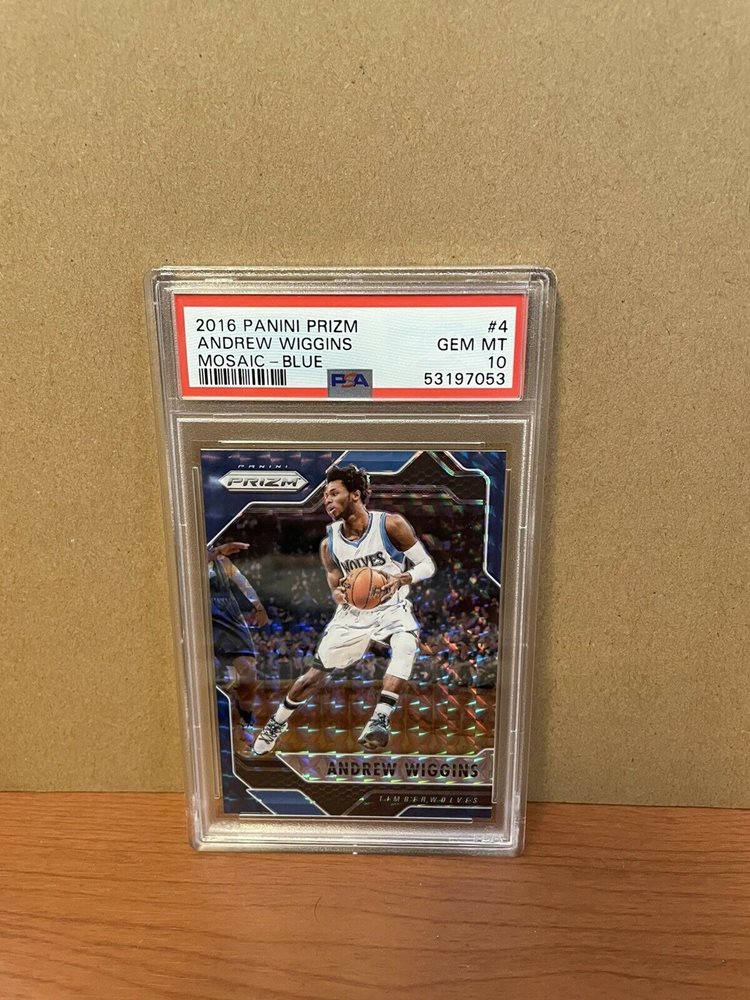 2016 PANINI PRIZM #4
ANDREW WIGGINS GEM MT
MOSAIC - BLUE 10
PSA 53197053
PANINI
PRIZM
WOLVES
ANDREW WIGGINS
TIMBERWOLVES